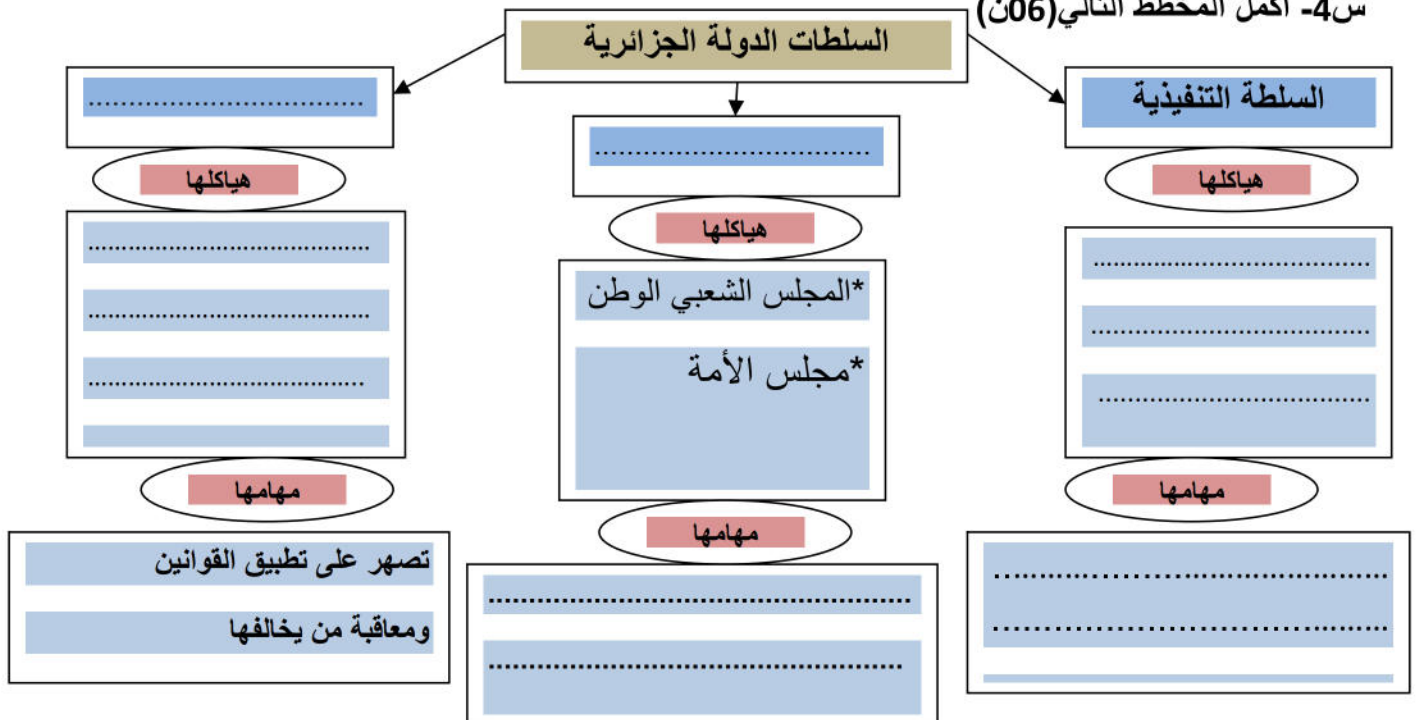 س4- اكمل المخطط التالي(06ن)
السلطات الدولة الجزائرية
السلطة التنفيذية
هياكلها
......................................
......................................
.....................................
مهامها
..........................................
..........................................
..................................
هياكلها
*المجلس الشعبي الوطن
*مجلس الأمة
مهامها
..................................................
.................................................
..................................
هياكلها
........................................
........................................
.......................................
مهامها
تصهر على تطبيق القوانين
ومعاقبة من يخالفها